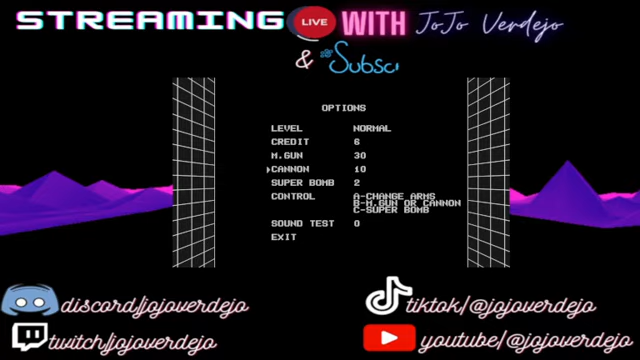 STREAMING LIVE WITH JoJo Verdejo
& Subsc
OPTIONS
LEVEL NORMAL
CREDIT 6
M.GUN 30
CANNON 10
SUPER BOMB 2
CONTROL A-CHANGE ARMS
B-M.GUN OR CANNON
C-SUPER BOMB
SOUND TEST 0
EXIT
discord/jojoverdejo
tiktok/@jojoverdejo
twitch/jojoverdejo
youtube/@jojoverdejo